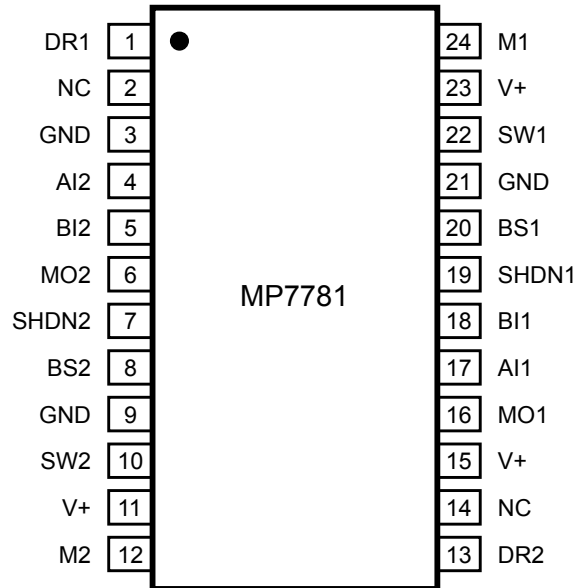 DR1 1 24 M1
NC 2 23 V+
GND 3 22 SW1
AI2 4 21 GND
BI2 5 20 BS1
MO2 6 19 SHDN1
MP7781
SHDN2 7 18 BI1
BS2 8 17 AI1
GND 9 16 MO1
SW2 10 15 V+
V+ 11 14 NC
M2 12 13 DR2